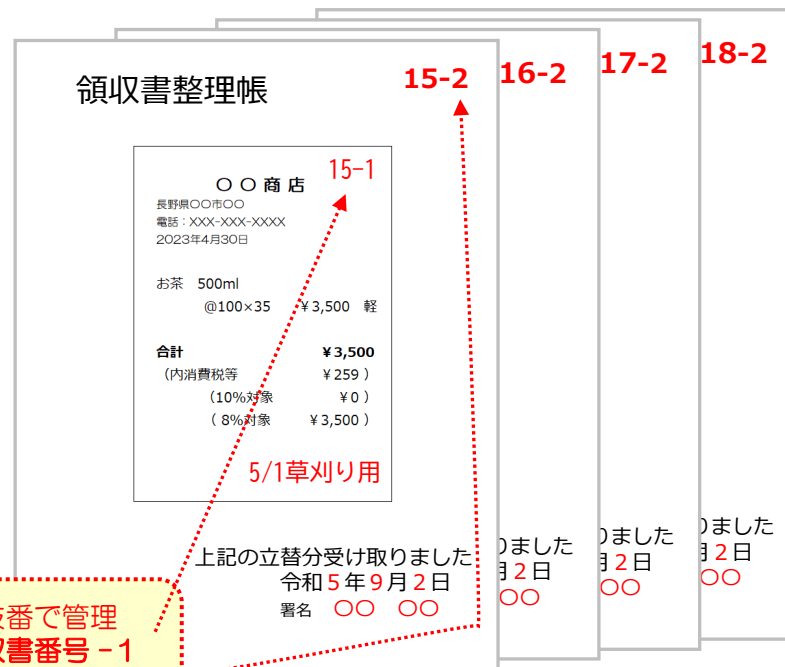 領収書整理帳
15-2
16-2
17-2
18-2
15-1
〇〇商店
長野県〇〇市〇〇
電話:XXX-XXX-XXXX
2023年4月30日
お茶 500ml
@100×35 ¥3,500 軽
合計 ¥3,500
(内消費税等 ¥259)
(10%対象 ¥0)
(8%対象 ¥3,500)
5/1草刈り用
上記の立替分受け取りました
令和5年9月2日
署名 〇〇 〇〇
りました
月2日
〇〇
りました
月2日
〇〇
りました
月2日
〇〇
枝番で管理
収書番号-1